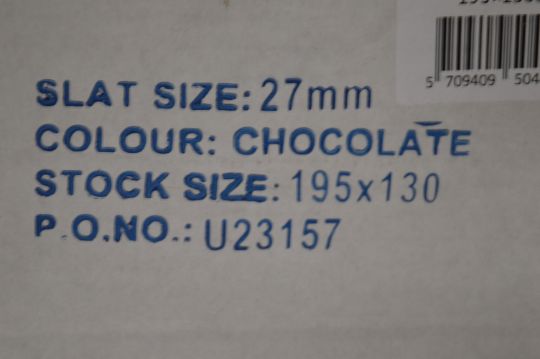 5 709409 504
SLAT SIZE: 27mm
COLOUR: CHOCOLATE
STOCK SIZE: 195x130
P.O.NO.: U23157